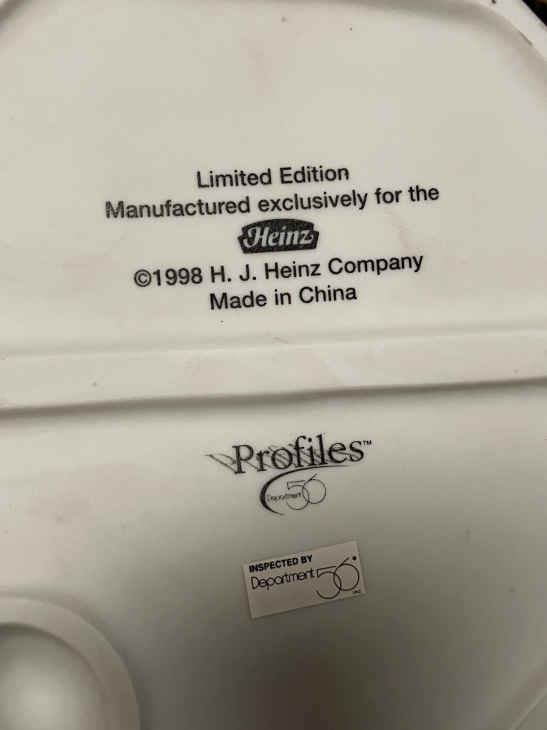 Limited Edition
Manufactured exclusively for the
Heinz
©1998 H. J. Heinz Company
Made in China
Profiles™
Department 56
INSPECTED BY
Department 56